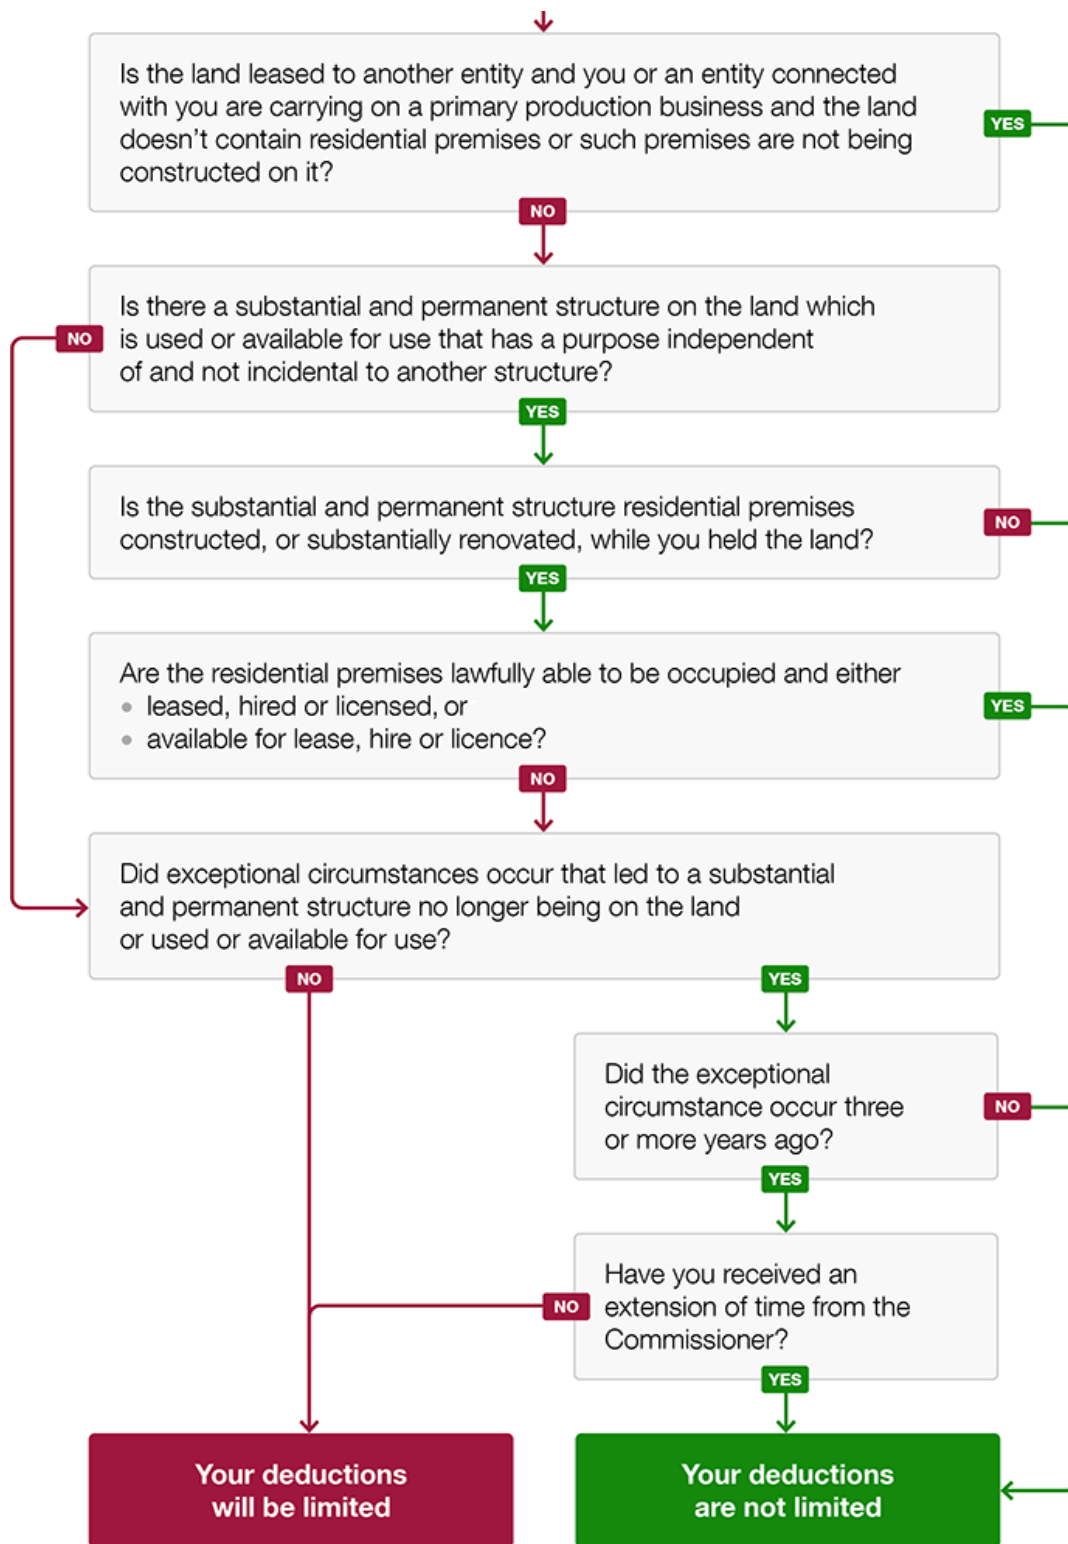 Is the land leased to another entity and you or an entity connected
with you are carrying on a primary production business and the land
doesn't contain residential premises or such premises are not being
constructed on it?
YES
NO
Is there a substantial and permanent structure on the land which
is used or available for use that has a purpose independent
of and not incidental to another structure?
NO
YES
Is the substantial and permanent structure residential premises
constructed, or substantially renovated, while you held the land?
NO
YES
Are the residential premises lawfully able to be occupied and either
• leased, hired or licensed, or
• available for lease, hire or licence?
YES
NO
Did exceptional circumstances occur that led to a substantial
and permanent structure no longer being on the land
or used or available for use?
NO
YES
Did the exceptional
circumstance occur three
or more years ago?
NO
YES
Have you received an
extension of time from the
Commissioner?
NO
YES
Your deductions
will be limited
Your deductions
are not limited